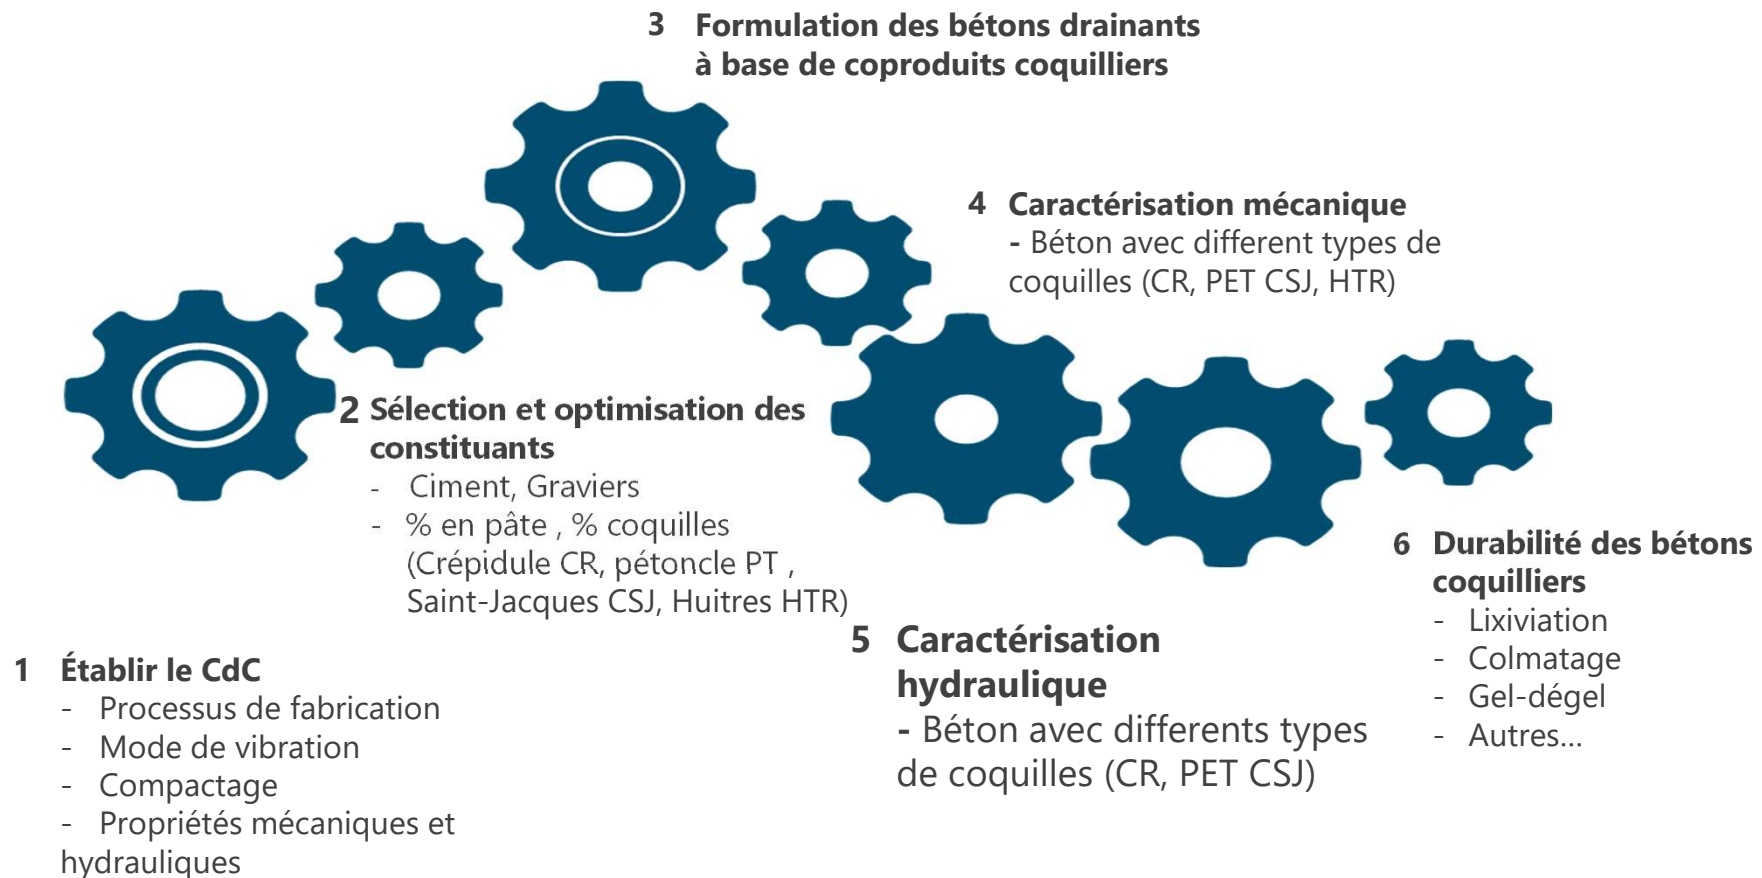 3 Formulation des bétons drainants
à base de coproduits coquilliers
4 Caractérisation mécanique
- Béton avec different types de
coquilles (CR, PET CSJ, HTR)
2 Sélection et optimisation des
constituants
- Ciment, Graviers
- % en pâte , % coquilles
(Crépidule CR, pétoncle PT ,
Saint-Jacques CSJ, Huitres HTR)
1 Établir le CdC
- Processus de fabrication
- Mode de vibration
- Compactage
- Propriétés mécaniques et
hydrauliques
5 Caractérisation
hydraulique
- Béton avec differents types
de coquilles (CR, PET CSJ)
6 Durabilité des bétons
coquilliers
- Lixiviation
- Colmatage
- Gel-dégel
- Autres...